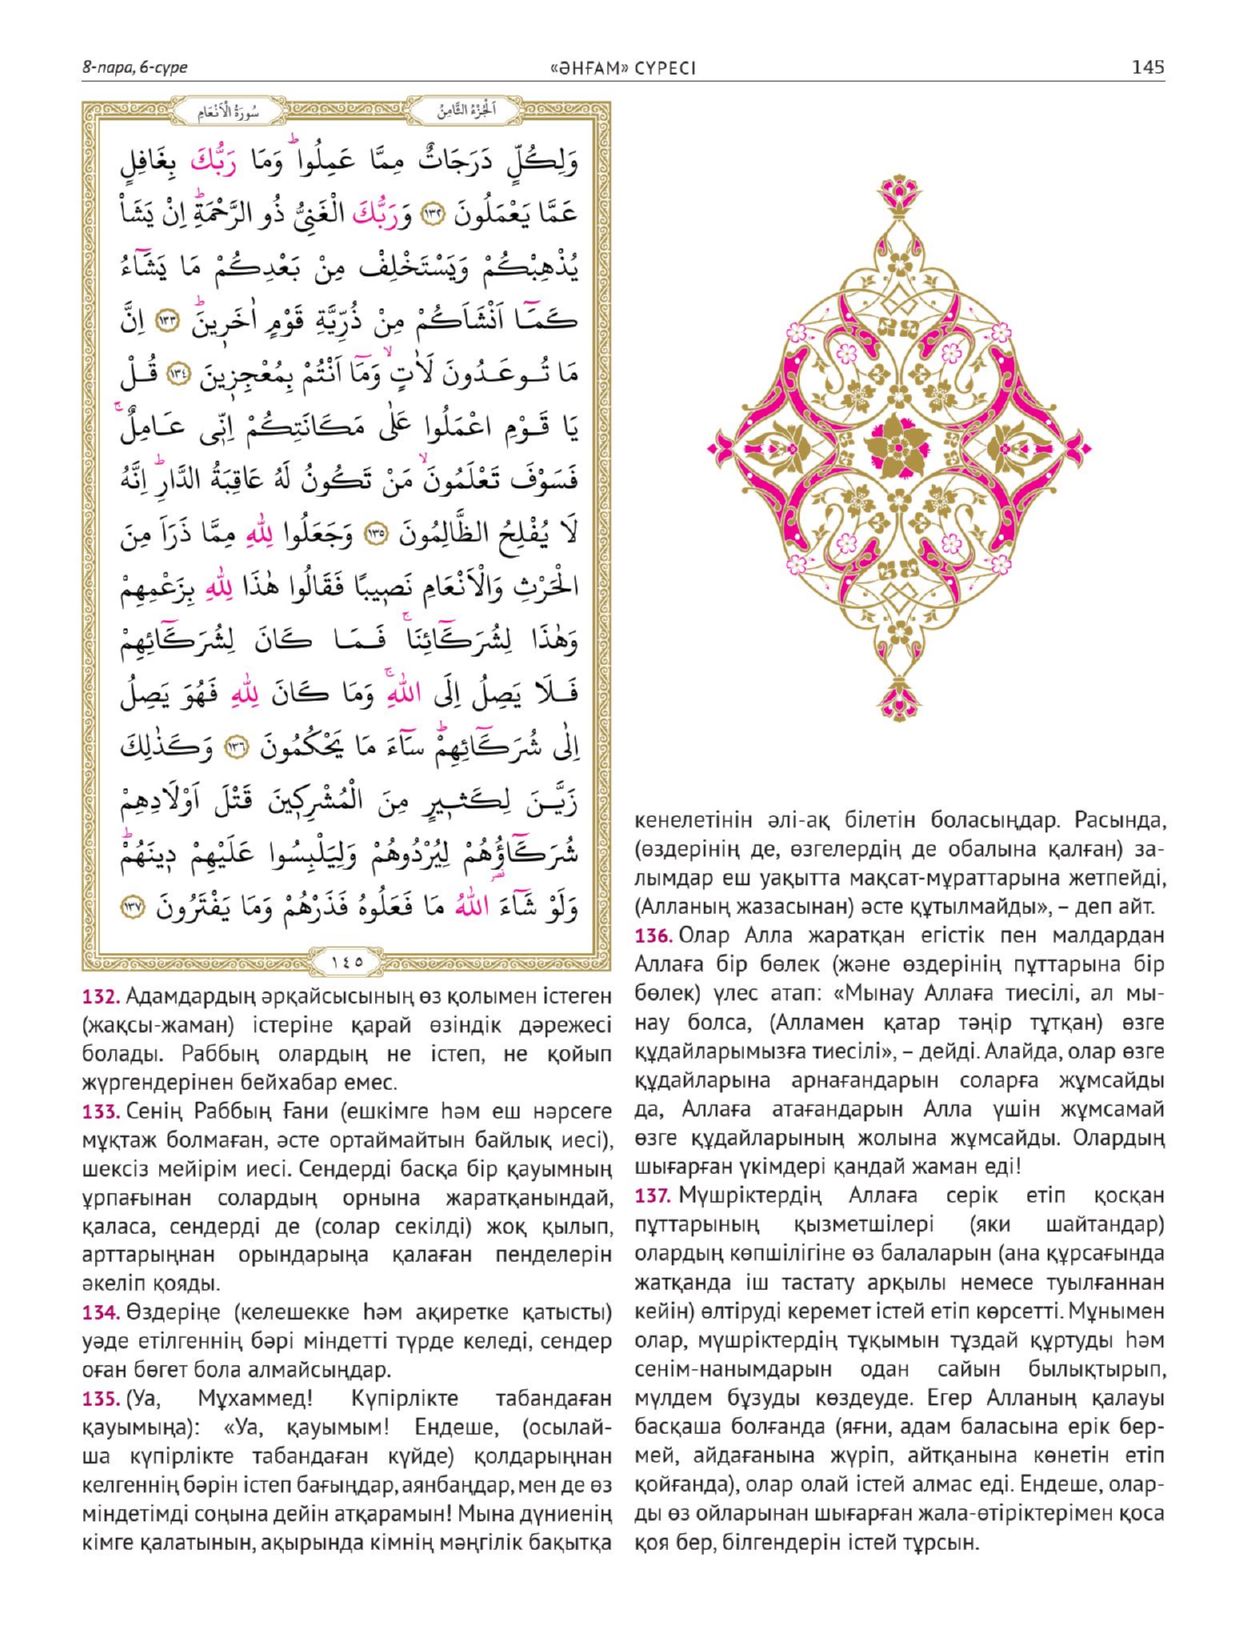 8-пара, 6-сүре
«ӘНҒАМ» СҮРЕСІ
145
اَلْجُزْءُ الثَّامِنُ
سُورَةُ الْاَنْعَامِ
وَلِكُلٍّ دَرَجَاتٌ مِمَّا عَمِلُواۜ وَمَا رَبُّكَ بِغَافِلٍ
عَمَّا يَعْمَلُونَ ﴿١٣٢﴾ وَرَبُّكَ الْغَنِىُّ ذُو الرَّحْمَةِۜ اِنْ يَشَأْ
يُذْهِبْكُمْ وَيَسْتَخْلِفْ مِنْ بَعْدِكُمْ مَا يَشَٓاءُ
كَمَٓا اَنْشَاَكُمْ مِنْ ذُرِّيَّةِ قَوْمٍ اٰخَرٖينَۜ ﴿١٣٣﴾ اِنَّ
مَا تُوعَدُونَ لَاٰتٍۙ وَمَٓا اَنْتُمْ بِمُعْجِزٖينَ ﴿١٣٤﴾ قُلْ
يَا قَوْمِ اعْمَلُوا عَلٰى مَكَانَتِكُمْ اِنّٖى عَامِلٌۚ
فَسَوْفَ تَعْلَمُونَۙ مَنْ تَكُونُ لَهُ عَاقِبَةُ الدَّارِۜ اِنَّهُ
لَا يُفْلِحُ الظَّالِمُونَ ﴿١٣٥﴾ وَجَعَلُوا لِلّٰهِ مِمَّا ذَرَاَ مِنَ
الْحَرْثِ وَالْاَنْعَامِ نَصٖيبًا فَقَالُوا هٰذَا لِلّٰهِ بِزَعْمِهِمْ
وَهٰذَا لِشُرَكَٓائِنَاۚ فَمَا كَانَ لِشُرَكَٓائِهِمْ
فَلَا يَصِلُ اِلَى اللّٰهِۚ وَمَا كَانَ لِلّٰهِ فَهُوَ يَصِلُ
اِلٰى شُرَكَٓائِهِمْۜ سَٓاءَ مَا يَحْكُمُونَ ﴿١٣٦﴾ وَكَذٰلِكَ
زَيَّنَ لِكَثٖيرٍ مِنَ الْمُشْرِكٖينَ قَتْلَ اَوْلَادِهِمْ
شُرَكَٓاؤُهُمْ لِيُرْدُوهُمْ وَلِيَلْبِسُوا عَلَيْهِمْ دٖينَهُمْۜ
وَلَوْ شَٓاءَ اللّٰهُ مَا فَعَلُوهُ فَذَرْهُمْ وَمَا يَفْتَرُونَ ﴿١٣٧﴾
١٤٥
132. Адамдардың әрқайсысының өз қолымен істеген
(жақсы-жаман) істеріне қарай өзіндік дәрежесі
болады. Раббың олардың не істеп, не қойып
жүргендерінен бейхабар емес.
133. Сенің Раббың Ғани (ешкімге һәм еш нәрсеге
мұқтаж болмаған, әсте ортаймайтын байлық иесі),
шексіз мейірім иесі. Сендерді басқа бір қауымның
ұрпағынан солардың орнына жаратқанындай,
қаласа, сендерді де (солар секілді) жоқ қылып,
арттарыңнан орындарыңа қалаған пенделерін
әкеліп қояды.
134. Өздеріңе (келешекке һәм ақиретке қатысты)
уәде етілгеннің бәрі міндетті түрде келеді, сендер
оған бөгет бола алмайсыңдар.
135. (Уа, Мұхаммед! Күпірлікте табандаған
қауымыңа): «Уа, қауымым! Ендеше, (осылай-
ша күпірлікте табандаған күйде) қолдарыңнан
келгеннің бәрін істеп бағыңдар, аянбаңдар, мен де өз
міндетімді соңына дейін атқарамын! Мына дүниенің
кімге қалатынын, ақырында кімнің мәңгілік бақытқа
кенелетінін әлі-ақ білетін боласыңдар. Расында,
(өздерінің де, өзгелердің де обалына қалған) за-
лымдар еш уақытта мақсат-мұраттарына жетпейді,
(Алланың жазасынан) әсте құтылмайды», – деп айт.
136. Олар Алла жаратқан егістік пен малдардан
Аллаға бір бөлек (және өздерінің пұттарына бір
бөлек) үлес атап: «Мынау Аллаға тиесілі, ал мы-
нау болса, (Алламен қатар тәңір тұтқан) өзге
құдайларымызға тиесілі», – дейді. Алайда, олар өзге
құдайларына арнағандарын соларға жұмсайды
да, Аллаға атағандарын Алла үшін жұмсамай
өзге құдайларының жолына жұмсайды. Олардың
шығарған үкімдері қандай жаман еді!
137. Мүшріктердің Аллаға серік етіп қосқан
пұттарының қызметшілері (яки шайтандар)
олардың көпшілігіне өз балаларын (ана құрсағында
жатқанда іш тастату арқылы немесе туылғаннан
кейін) өлтіруді керемет істей етіп көрсетті. Мұнымен
олар, мүшріктердің тұқымын тұздай құртуды һәм
сенім-нанымдарын одан сайын былықтырып,
мүлдем бұзуды көздеуде. Егер Алланың қалауы
басқаша болғанда (яғни, адам баласына ерік бер-
мей, айдағанына жүріп, айтқанына көнетін етіп
қойғанда), олар олай істей алмас еді. Ендеше, олар-
ды өз ойларынан шығарған жала-өтіріктерімен қоса
қоя бер, білгендерін істей тұрсын.